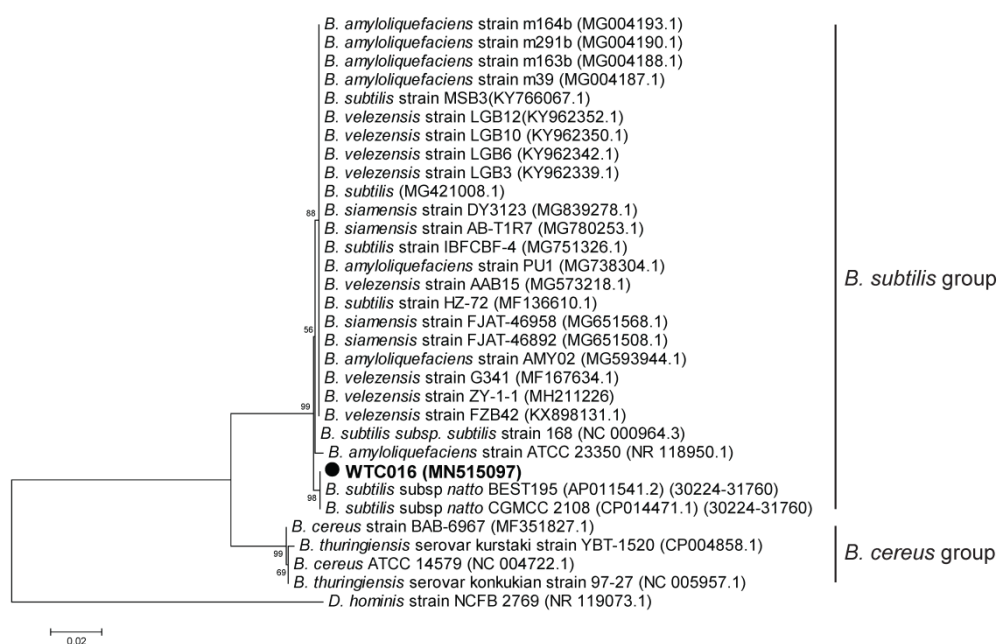 B. amyloliquefaciens strain m164b (MG004193.1)
B. amyloliquefaciens strain m291b (MG004190.1)
B. amyloliquefaciens strain m163b (MG004188.1)
B. amyloliquefaciens strain m39 (MG004187.1)
B. subtilis strain MSB3(KY766067.1)
B. velezensis strain LGB12(KY962352.1)
B. velezensis strain LGB10 (KY962350.1)
B. velezensis strain LGB6 (KY962342.1)
B. velezensis strain LGB3 (KY962339.1)
B. subtilis (MG421008.1)
88
B. siamensis strain DY3123 (MG839278.1)
B. siamensis strain AB-T1R7 (MG780253.1)
B. subtilis strain IBFCBF-4 (MG751326.1)
B. amyloliquefaciens strain PU1 (MG738304.1)
B. subtilis group
B. velezensis strain AAB15 (MG573218.1)
B. subtilis strain HZ-72 (MF136610.1)
B. siamensis strain FJAT-46958 (MG651568.1)
56
B. siamensis strain FJAT-46892 (MG651508.1)
B. amyloliquefaciens strain AMY02 (MG593944.1)
B. velezensis strain G341 (MF167634.1)
B. velezensis strain ZY-1-1 (MH211226)
99
B. velezensis strain FZB42 (KX898131.1)
B. subtilis subsp. subtilis strain 168 (NC 000964.3)
B. amyloliquefaciens strain ATCC 23350 (NR 118950.1)
WTC016 (MN515097)
98
B. subtilis subsp natto BEST195 (AP011541.2) (30224-31760)
B. subtilis subsp natto CGMCC 2108 (CP014471.1) (30224-31760)
B. cereus strain BAB-6967 (MF351827.1)
B. thuringiensis serovar kurstaki strain YBT-1520 (CP004858.1)
99
B. cereus group
B. cereus ATCC 14579 (NC 004722.1)
69
B. thuringiensis serovar konkukian strain 97-27 (NC 005957.1)
D. hominis strain NCFB 2769 (NR 119073.1)
0.02